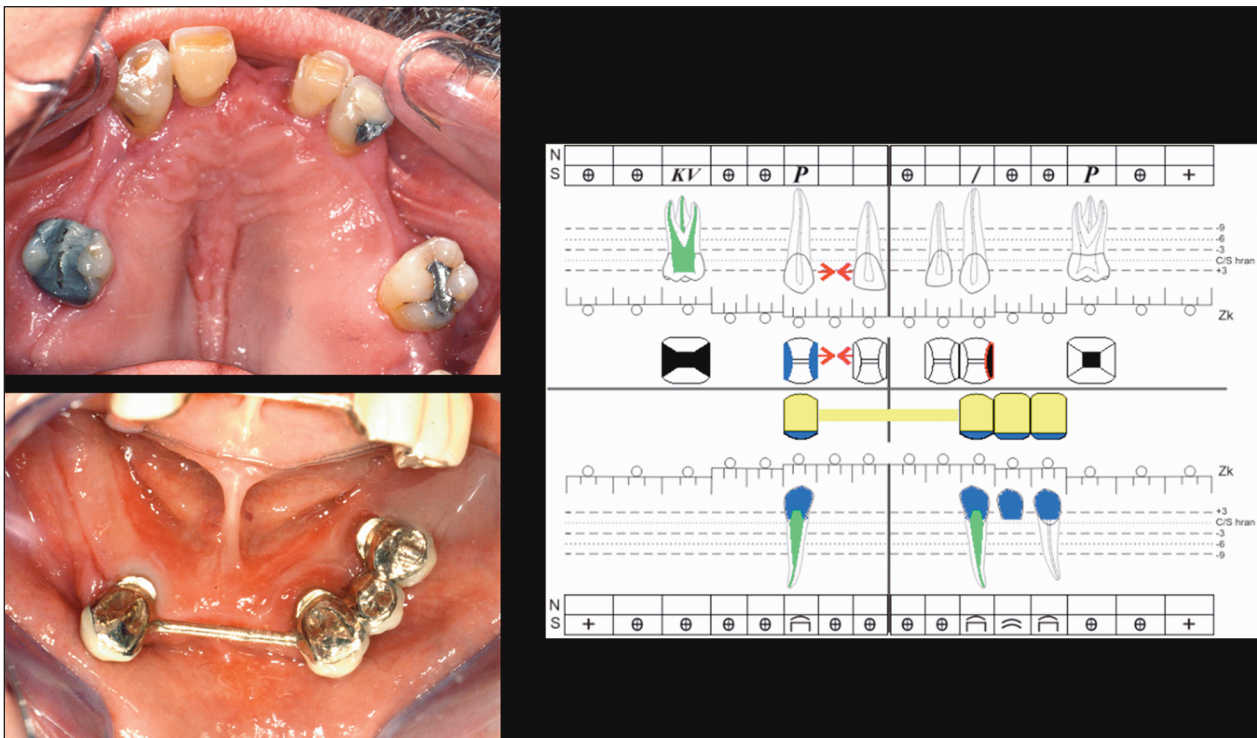 N
S ⊕ ⊕ KV ⊕ ⊕ P ⊕ / ⊕ ⊕ P ⊕ +
-9
-6
-3
C/S hran
+3
Zk
Zk
+3
C/S hran
-3
-6
-9
N
S + ⊕ ⊕ ⊕ ⊕ ⊕ ⊕ ⊕ ⊕ ⊕ ⊕ +